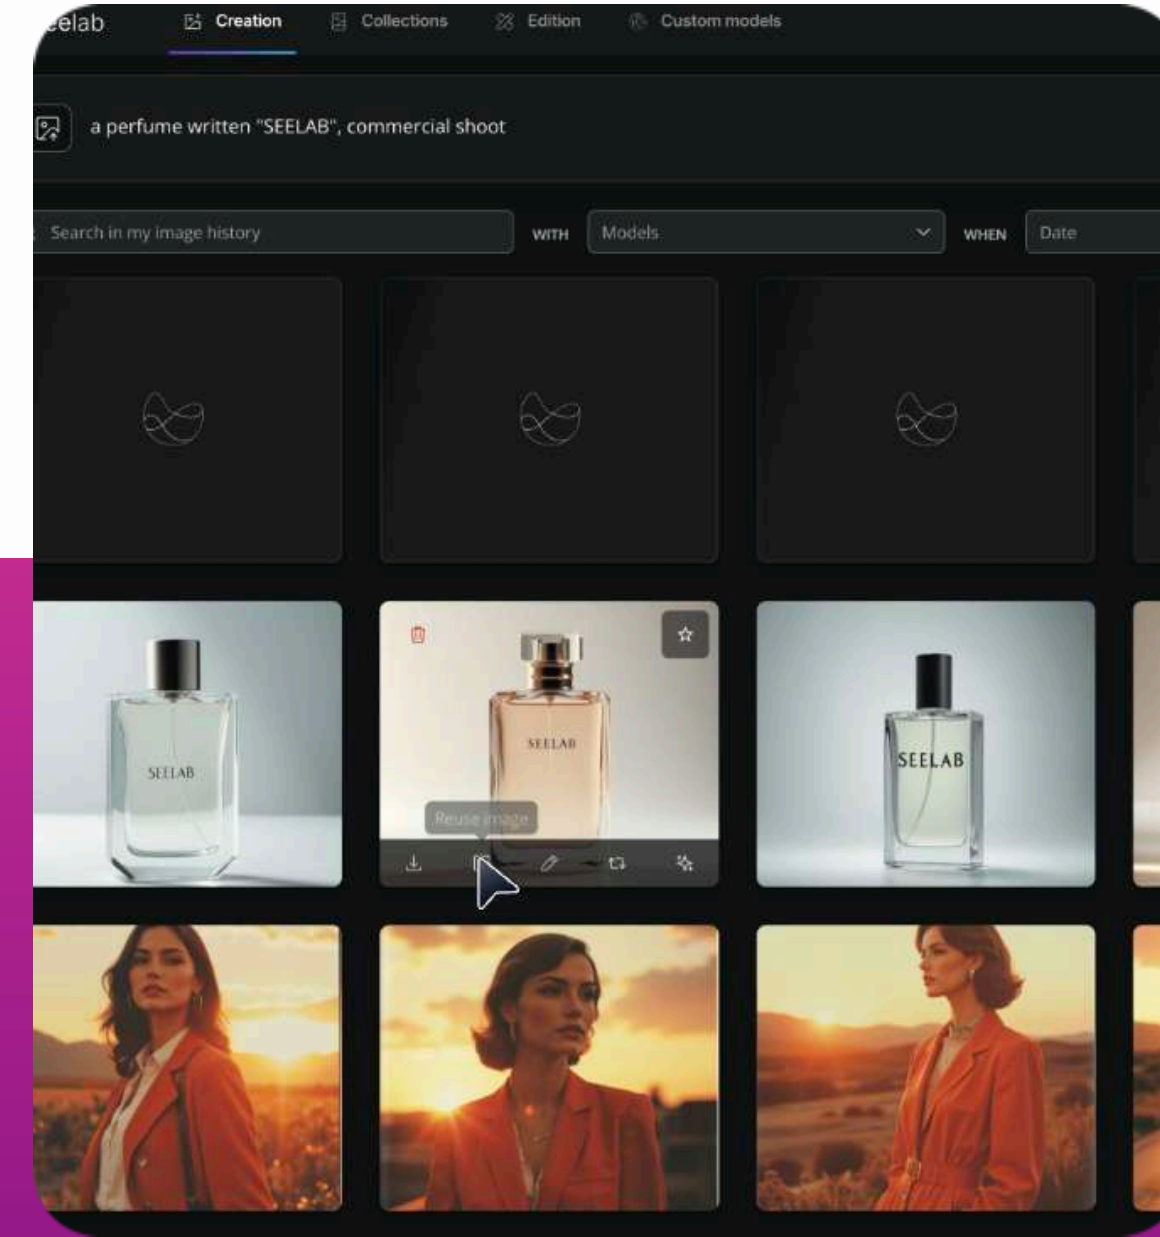 eelab
Creation
Collections
Edition
Custom models
a perfume written "SEELAB", commercial shoot
Search in my image history
WITH
Models
WHEN
Date
SEELAB
SEELAB
SEELAB
Reuse image